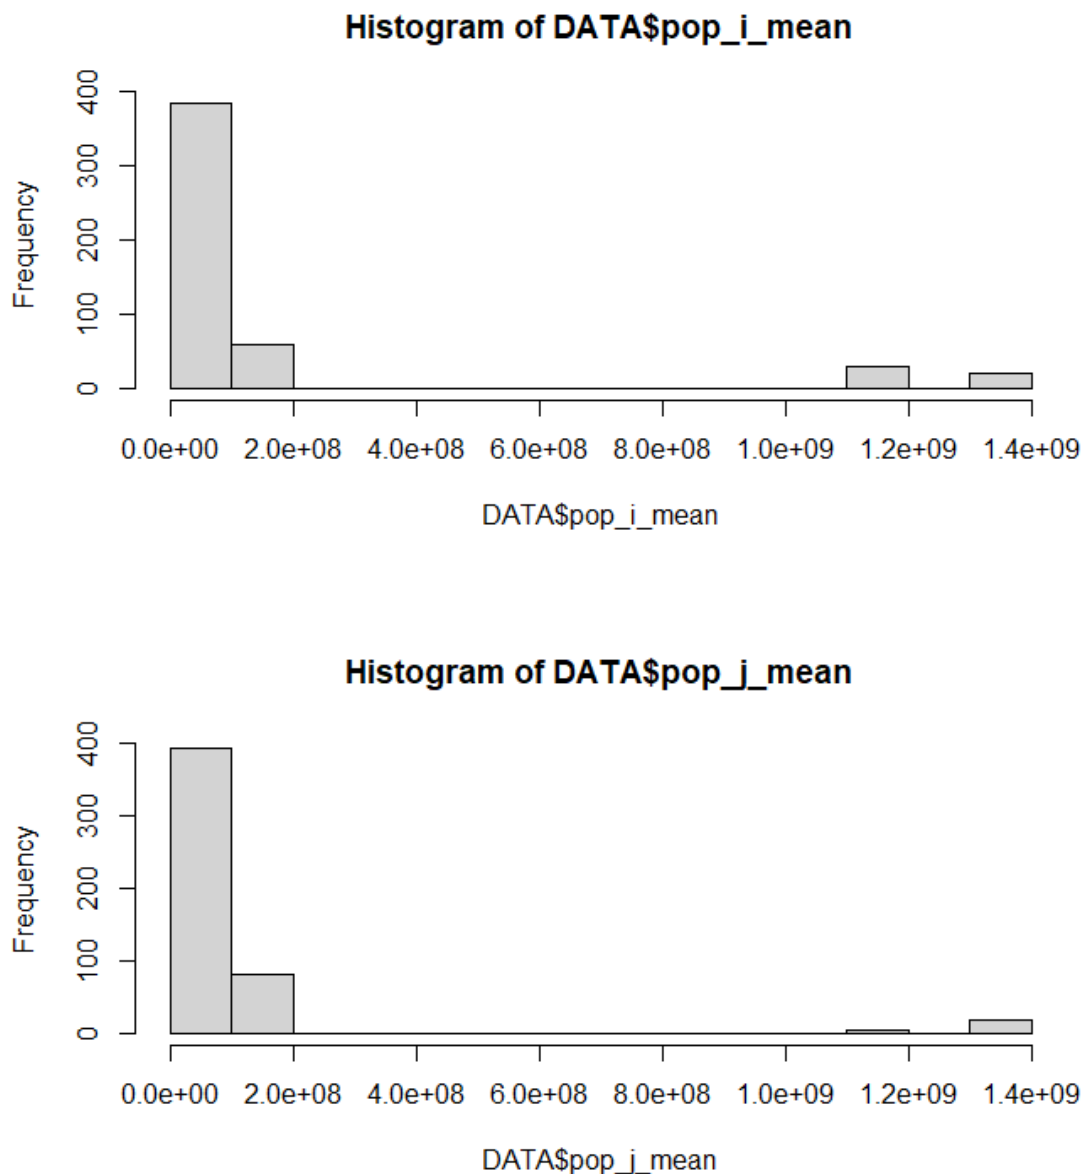 Histogram of DATA$pop_i_mean
Frequency
400
300
200
100
0
0.0e+00 2.0e+08 4.0e+08 6.0e+08 8.0e+08 1.0e+09 1.2e+09 1.4e+09
DATA$pop_i_mean
Histogram of DATA$pop_j_mean
Frequency
400
300
200
100
0
0.0e+00 2.0e+08 4.0e+08 6.0e+08 8.0e+08 1.0e+09 1.2e+09 1.4e+09
DATA$pop_j_mean